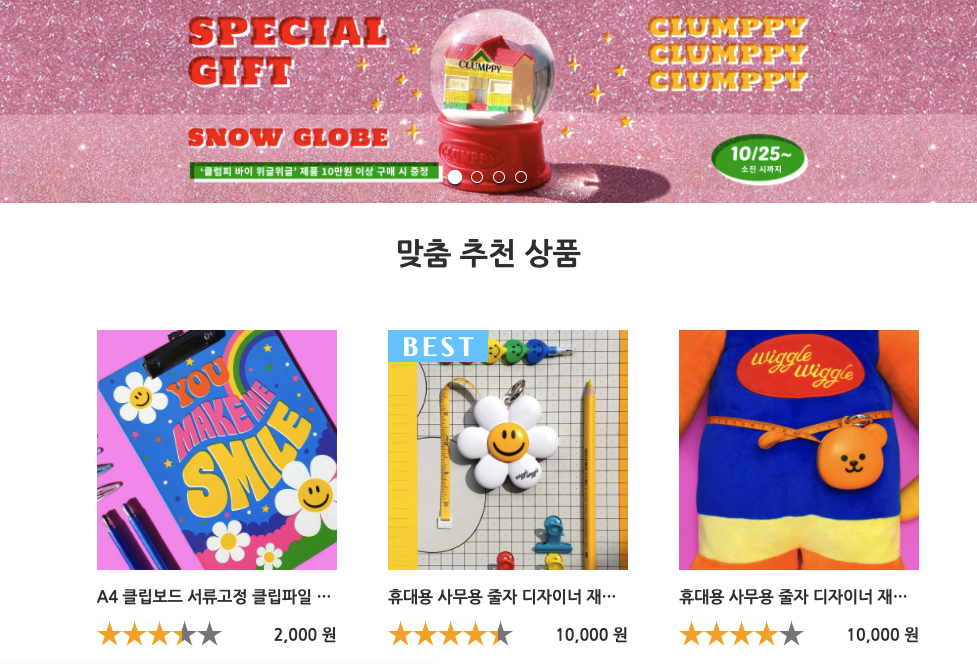 SPECIAL
GIFT
SNOW GLOBE
'클럼피 바이 위글위글' 제품 10만원 이상 구매 시 증정
CLUMPPY
CLUMPPY
CLUMPPY
CLUMPPY
CLUMPPY
10/25~
소진 시까지
맞춤 추천 상품
YOU
MAKE ME
SMILE
BEST
wiggle wiggle
wiggle
wiggle
A4 클립보드 서류고정 클립파일 ...
2,000 원
휴대용 사무용 줄자 디자이너 재...
10,000 원
휴대용 사무용 줄자 디자이너 재...
10,000 원